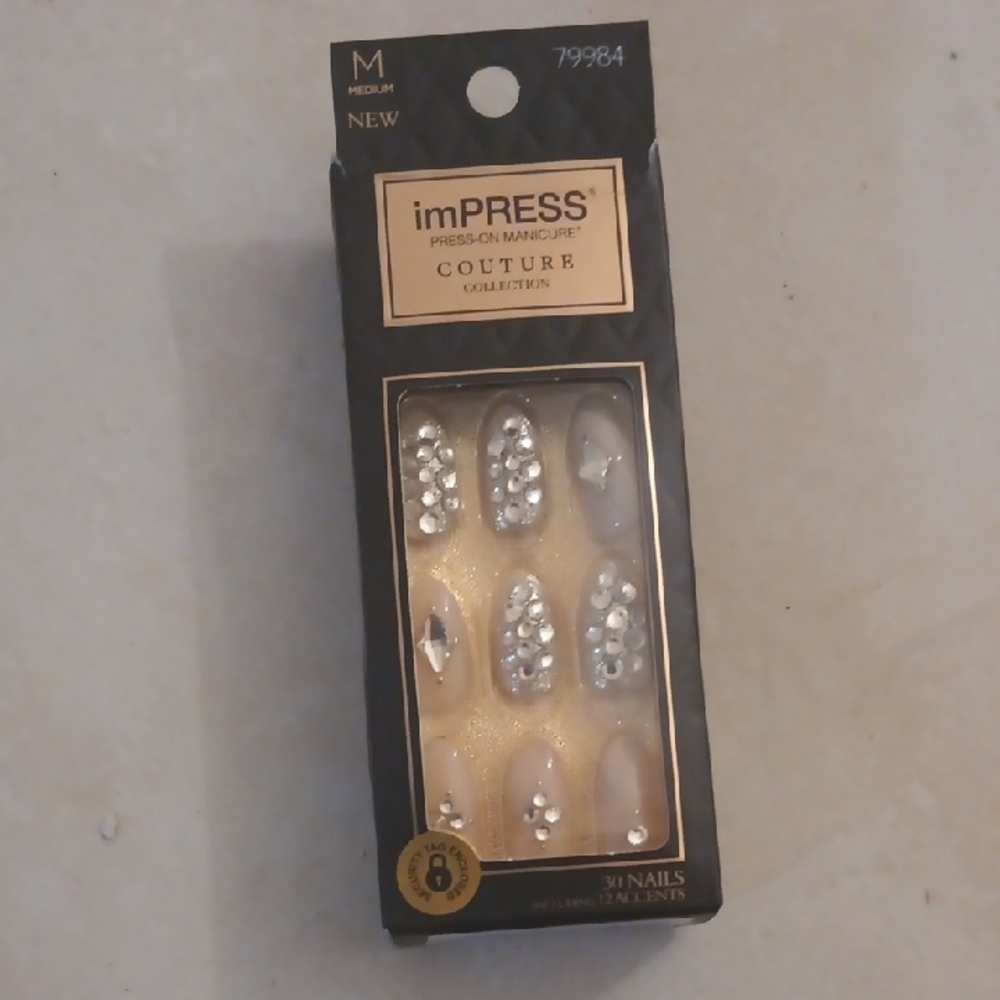 M
79984
MEDIUM
NEW
imPRESS®
PRESS-ON MANICURE
COUTURE
COLLECTION
SECURITY TAG ENCLOSED
30 NAILS
INCLUDING 12 ACCENTS